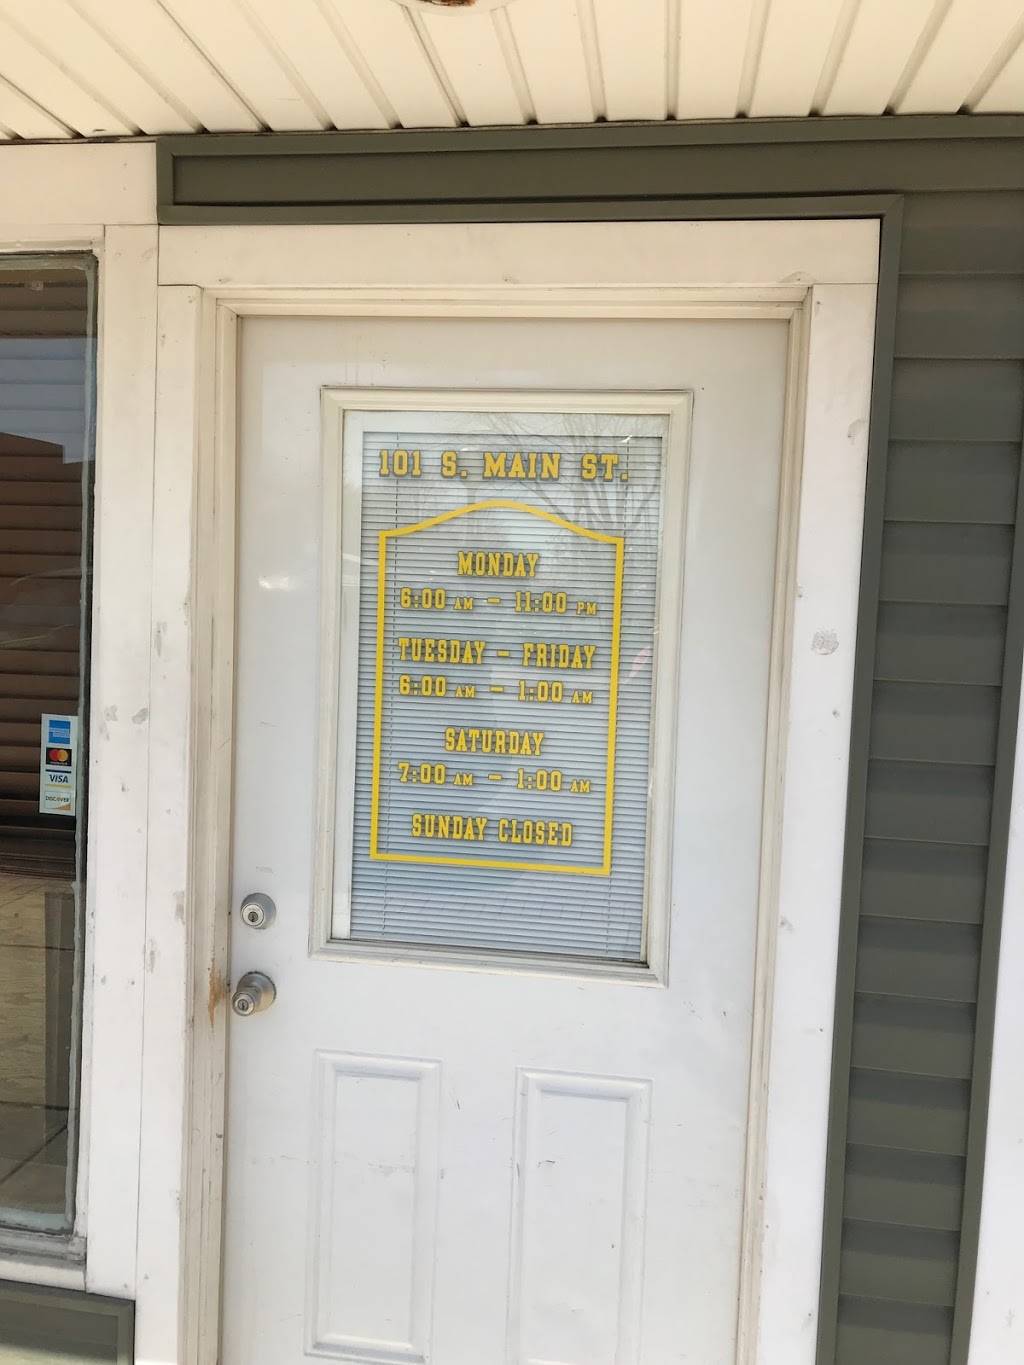 101 S. MAIN ST.
MONDAY
6:00 AM - 11:00 PM
TUESDAY - FRIDAY
6:00 AM - 1:00 AM
SATURDAY
7:00 AM - 1:00 AM
SUNDAY CLOSED
VISA
DISCOVER